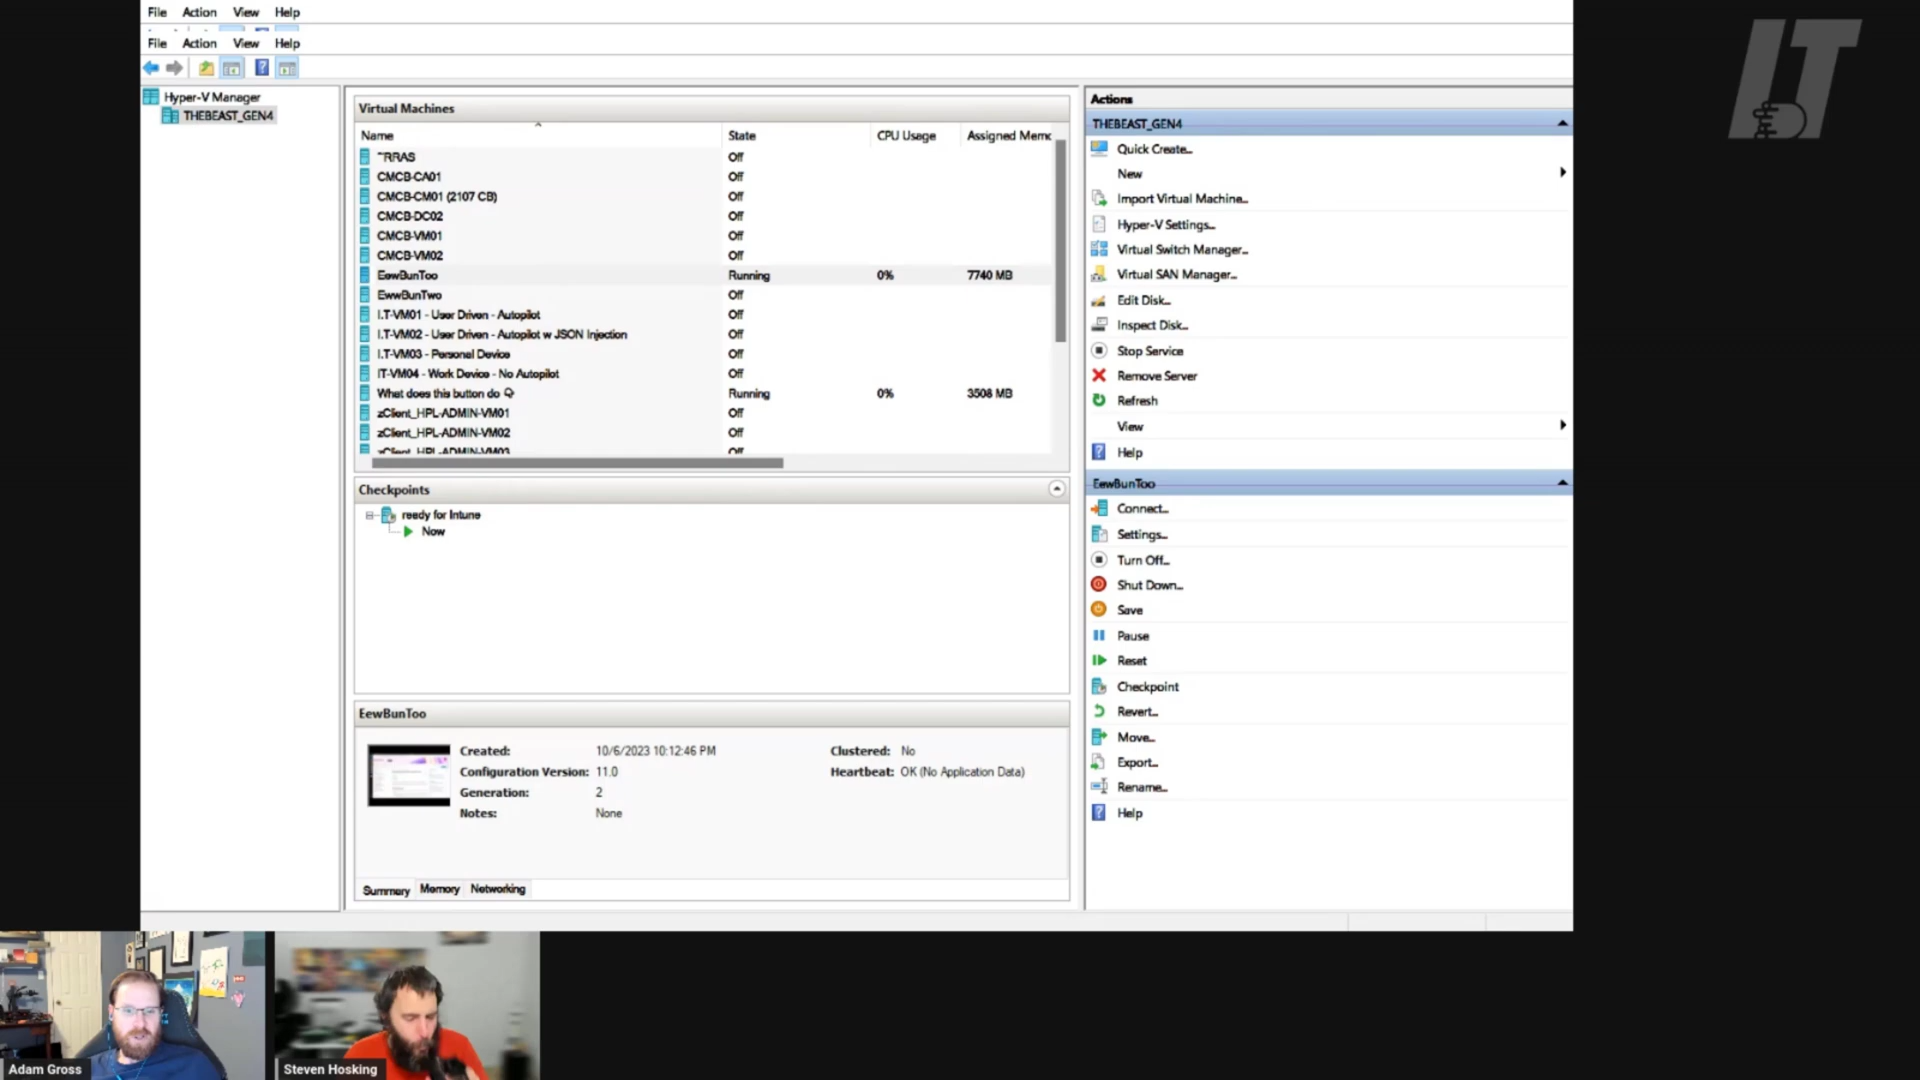 File Action View Help
File Action View Help
Hyper-V Manager
THEBEAST_GEN4
Virtual Machines
Name State CPU Usage Assigned Memo
~RRAS Off
CMCB-CA01 Off
CMCB-CM01 (2107 CB) Off
CMCB-DC02 Off
CMCB-VM01 Off
CMCB-VM02 Off
EewBunToo Running 0% 7740 MB
EwwBunTwo Off
I.T-VM01 - User Driven - Autopilot Off
I.T-VM02 - User Driven - Autopilot w JSON Injection Off
I.T-VM03 - Personal Device Off
IT-VM04 - Work Device - No Autopilot Off
What does this button do Running 0% 3508 MB
zClient_HPL-ADMIN-VM01 Off
zClient_HPL-ADMIN-VM02 Off
zClient_HPL-ADMIN-VM03 Off
Checkpoints
ready for Intune
Now
EewBunToo
Created: 10/6/2023 10:12:46 PM
Configuration Version: 11.0
Generation: 2
Notes: None
Clustered: No
Heartbeat: OK (No Application Data)
Summary Memory Networking
Actions
THEBEAST_GEN4
Quick Create...
New
Import Virtual Machine...
Hyper-V Settings...
Virtual Switch Manager...
Virtual SAN Manager...
Edit Disk...
Inspect Disk...
Stop Service
Remove Server
Refresh
View
Help
EewBunToo
Connect...
Settings...
Turn Off...
Shut Down...
Save
Pause
Reset
Checkpoint
Revert...
Move...
Export...
Rename...
Help
IT
Adam Gross
Steven Hosking